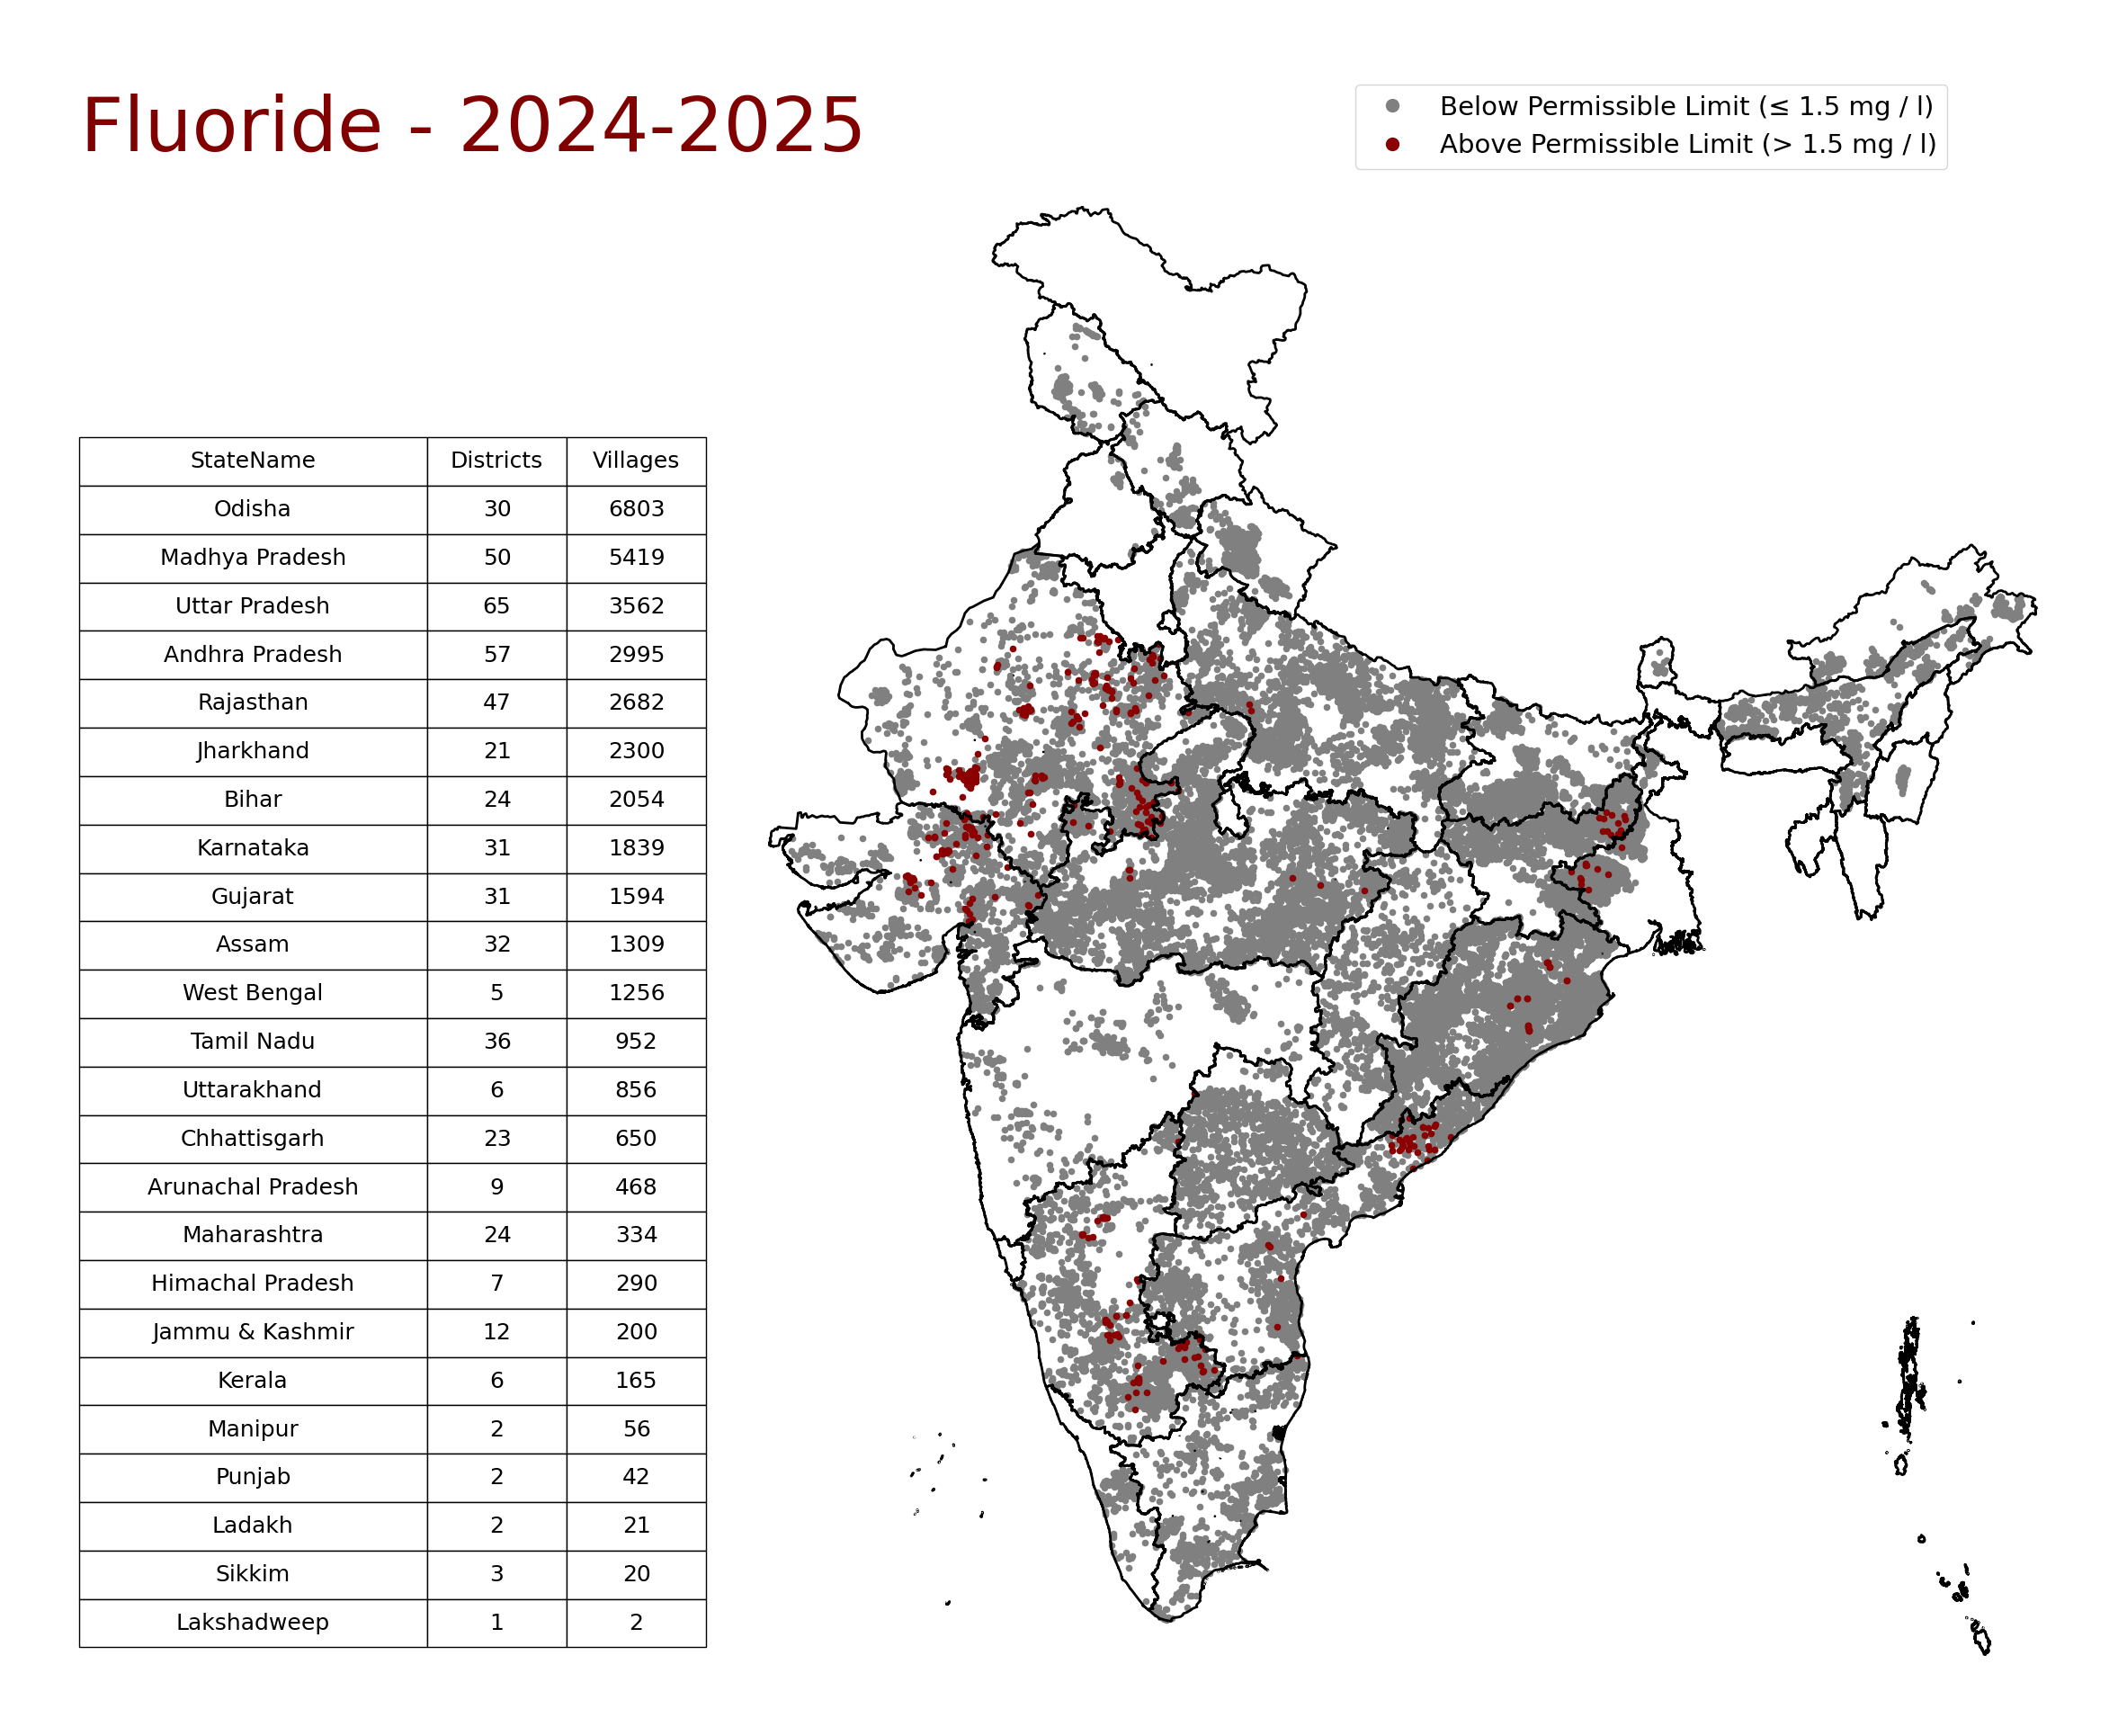 Fluoride - 2024-2025
Below Permissible Limit (≤ 1.5 mg / l)
Above Permissible Limit (> 1.5 mg / l)
StateName Districts Villages
Odisha 30 6803
Madhya Pradesh 50 5419
Uttar Pradesh 65 3562
Andhra Pradesh 57 2995
Rajasthan 47 2682
Jharkhand 21 2300
Bihar 24 2054
Karnataka 31 1839
Gujarat 31 1594
Assam 32 1309
West Bengal 5 1256
Tamil Nadu 36 952
Uttarakhand 6 856
Chhattisgarh 23 650
Arunachal Pradesh 9 468
Maharashtra 24 334
Himachal Pradesh 7 290
Jammu & Kashmir 12 200
Kerala 6 165
Manipur 2 56
Punjab 2 42
Ladakh 2 21
Sikkim 3 20
Lakshadweep 1 2